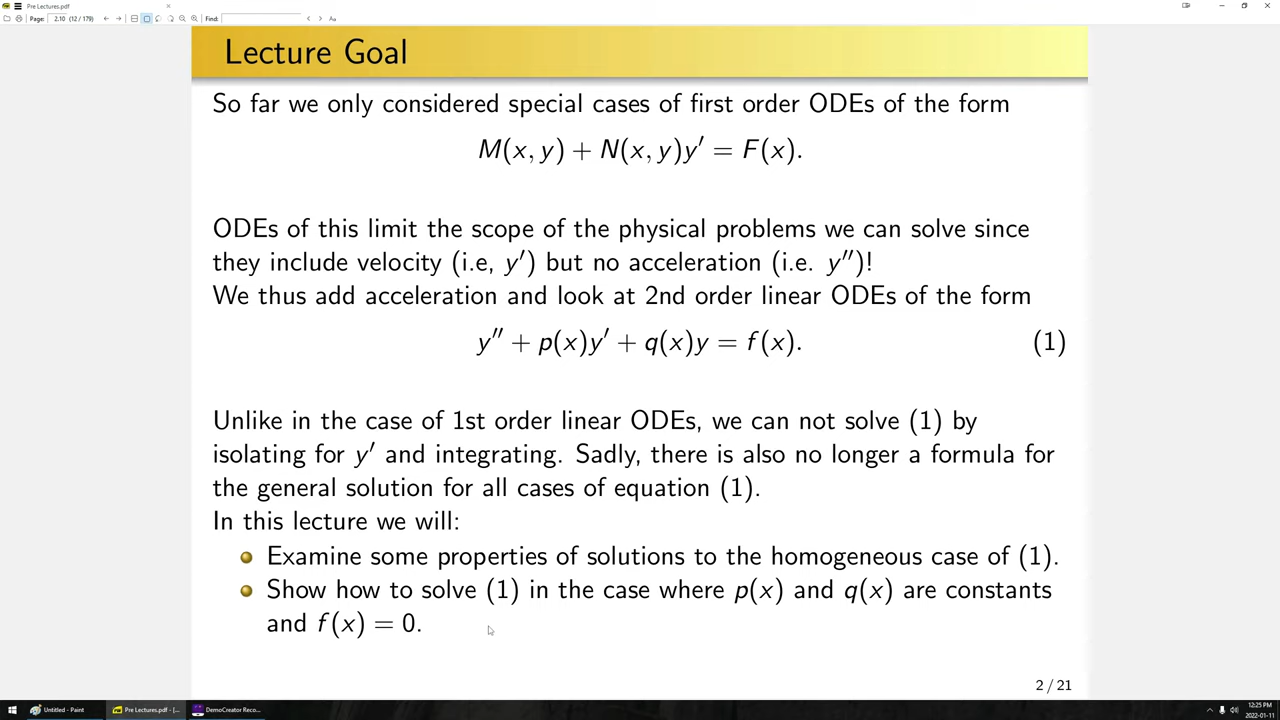 Pre Lectures.pdf
Page: 2.10 (12 / 179)
Find:
Aa
Lecture Goal
So far we only considered special cases of first order ODEs of the form
M(x, y) + N(x, y)y′ = F(x).
ODEs of this limit the scope of the physical problems we can solve since
they include velocity (i.e, y′) but no acceleration (i.e. y″)!
We thus add acceleration and look at 2nd order linear ODEs of the form
y″ + p(x)y′ + q(x)y = f(x). (1)
Unlike in the case of 1st order linear ODEs, we can not solve (1) by
isolating for y′ and integrating. Sadly, there is also no longer a formula for
the general solution for all cases of equation (1).
In this lecture we will:
Examine some properties of solutions to the homogeneous case of (1).
Show how to solve (1) in the case where p(x) and q(x) are constants
and f(x) = 0.
2 / 21
Untitled - Paint
Pre Lectures.pdf - [...
DemoCreator Reco...
12:25 PM
2022-01-11